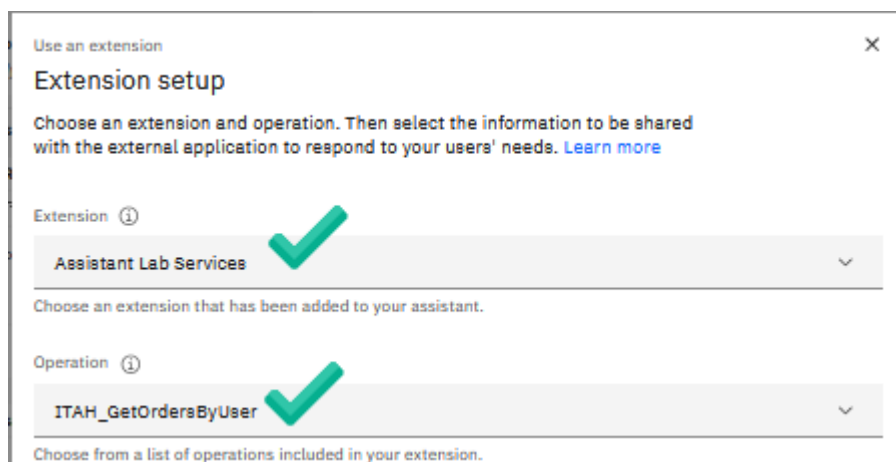 Use an extension
Extension setup
Choose an extension and operation. Then select the information to be shared
with the external application to respond to your users' needs. Learn more
Extension
Assistant Lab Services
Choose an extension that has been added to your assistant.
Operation
ITAH_GetOrdersByUser
Choose from a list of operations included in your extension.